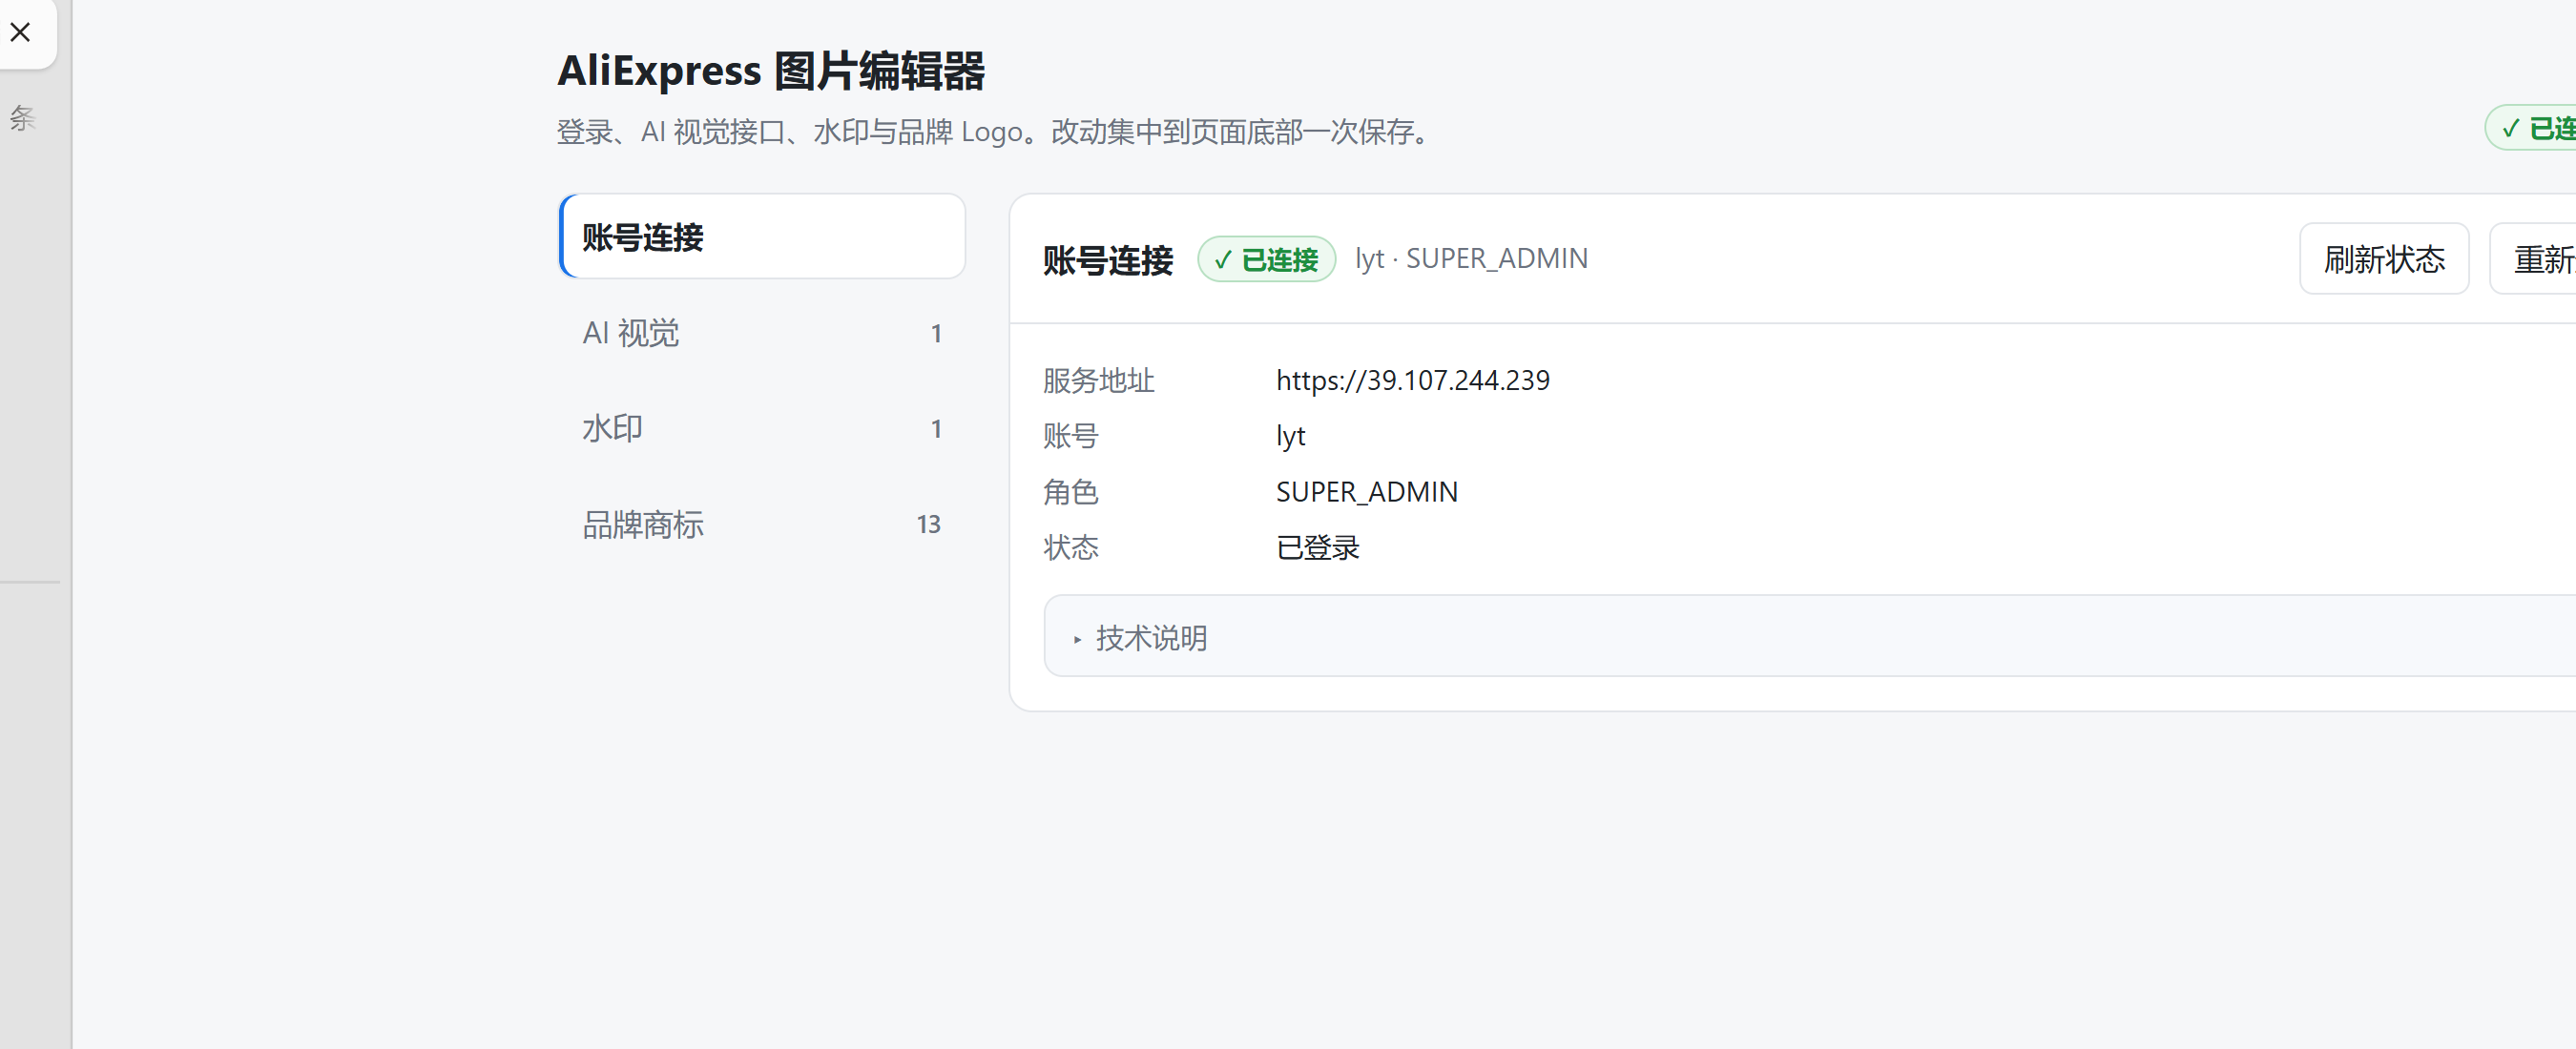 条
AliExpress 图片编辑器
登录、AI 视觉接口、水印与品牌 Logo。改动集中到页面底部一次保存。
✓ 已连
账号连接
AI 视觉 1
水印 1
品牌商标 13
账号连接 ✓ 已连接 lyt · SUPER_ADMIN 刷新状态 重新
服务地址 https://39.107.244.239
账号 lyt
角色 SUPER_ADMIN
状态 已登录
▸ 技术说明